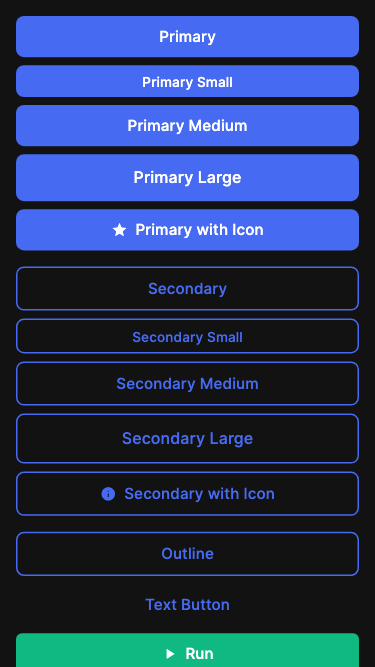 Primary
Primary Small
Primary Medium
Primary Large
Primary with Icon
Secondary
Secondary Small
Secondary Medium
Secondary Large
Secondary with Icon
Outline
Text Button
Run